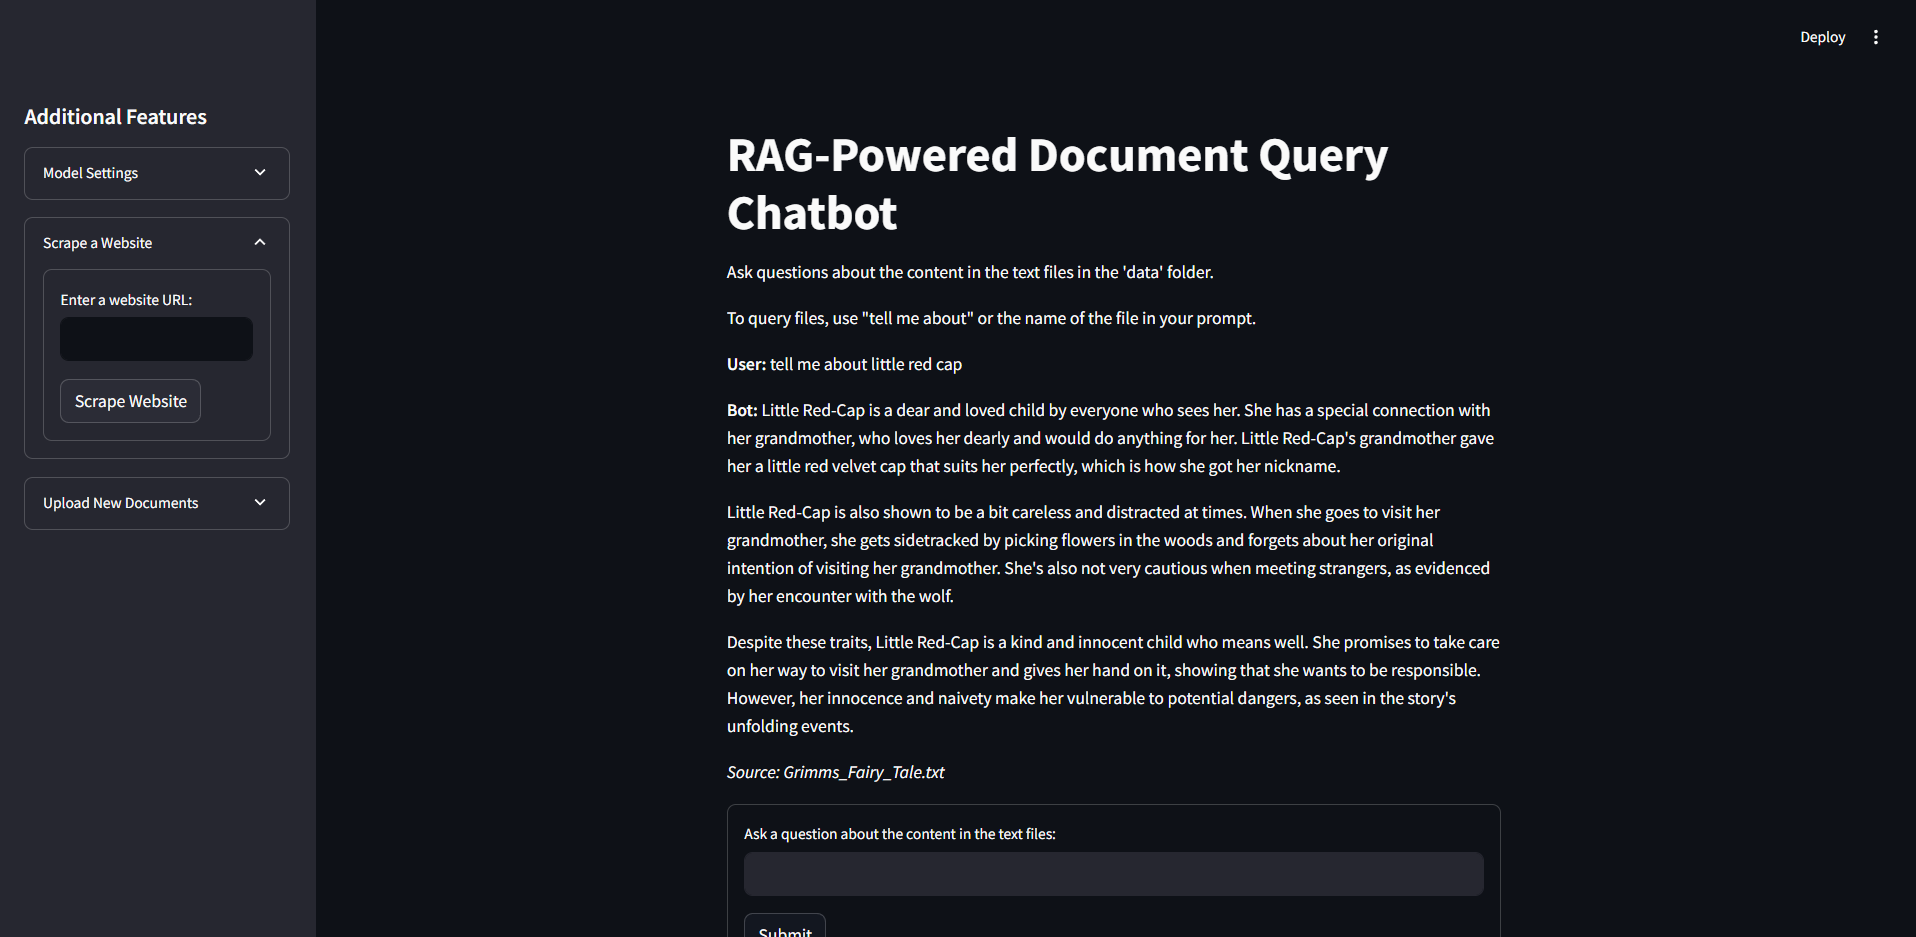 Deploy
Additional Features
Model Settings
Scrape a Website
Enter a website URL:
Scrape Website
Upload New Documents
RAG-Powered Document Query
Chatbot
Ask questions about the content in the text files in the 'data' folder.
To query files, use "tell me about" or the name of the file in your prompt.
User: tell me about little red cap
Bot: Little Red-Cap is a dear and loved child by everyone who sees her. She has a special connection with
her grandmother, who loves her dearly and would do anything for her. Little Red-Cap's grandmother gave
her a little red velvet cap that suits her perfectly, which is how she got her nickname.
Little Red-Cap is also shown to be a bit careless and distracted at times. When she goes to visit her
grandmother, she gets sidetracked by picking flowers in the woods and forgets about her original
intention of visiting her grandmother. She's also not very cautious when meeting strangers, as evidenced
by her encounter with the wolf.
Despite these traits, Little Red-Cap is a kind and innocent child who means well. She promises to take care
on her way to visit her grandmother and gives her hand on it, showing that she wants to be responsible.
However, her innocence and naivety make her vulnerable to potential dangers, as seen in the story's
unfolding events.
Source: Grimms_Fairy_Tale.txt
Ask a question about the content in the text files:
Submit